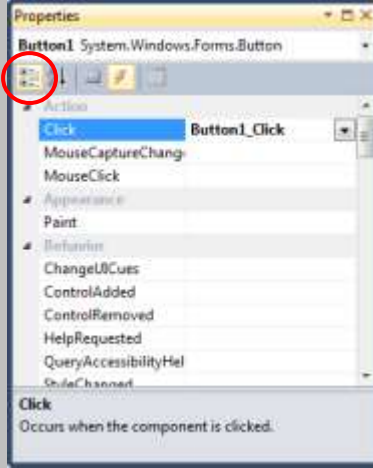 Properties
Button1 System.Windows.Forms.Button
Action
Click Button1_Click
MouseCaptureChang
MouseClick
Appearance
Paint
Behavior
ChangeUICues
ControlAdded
ControlRemoved
HelpRequested
QueryAccessibilityHel
StyleChanged
Click
Occurs when the component is clicked.